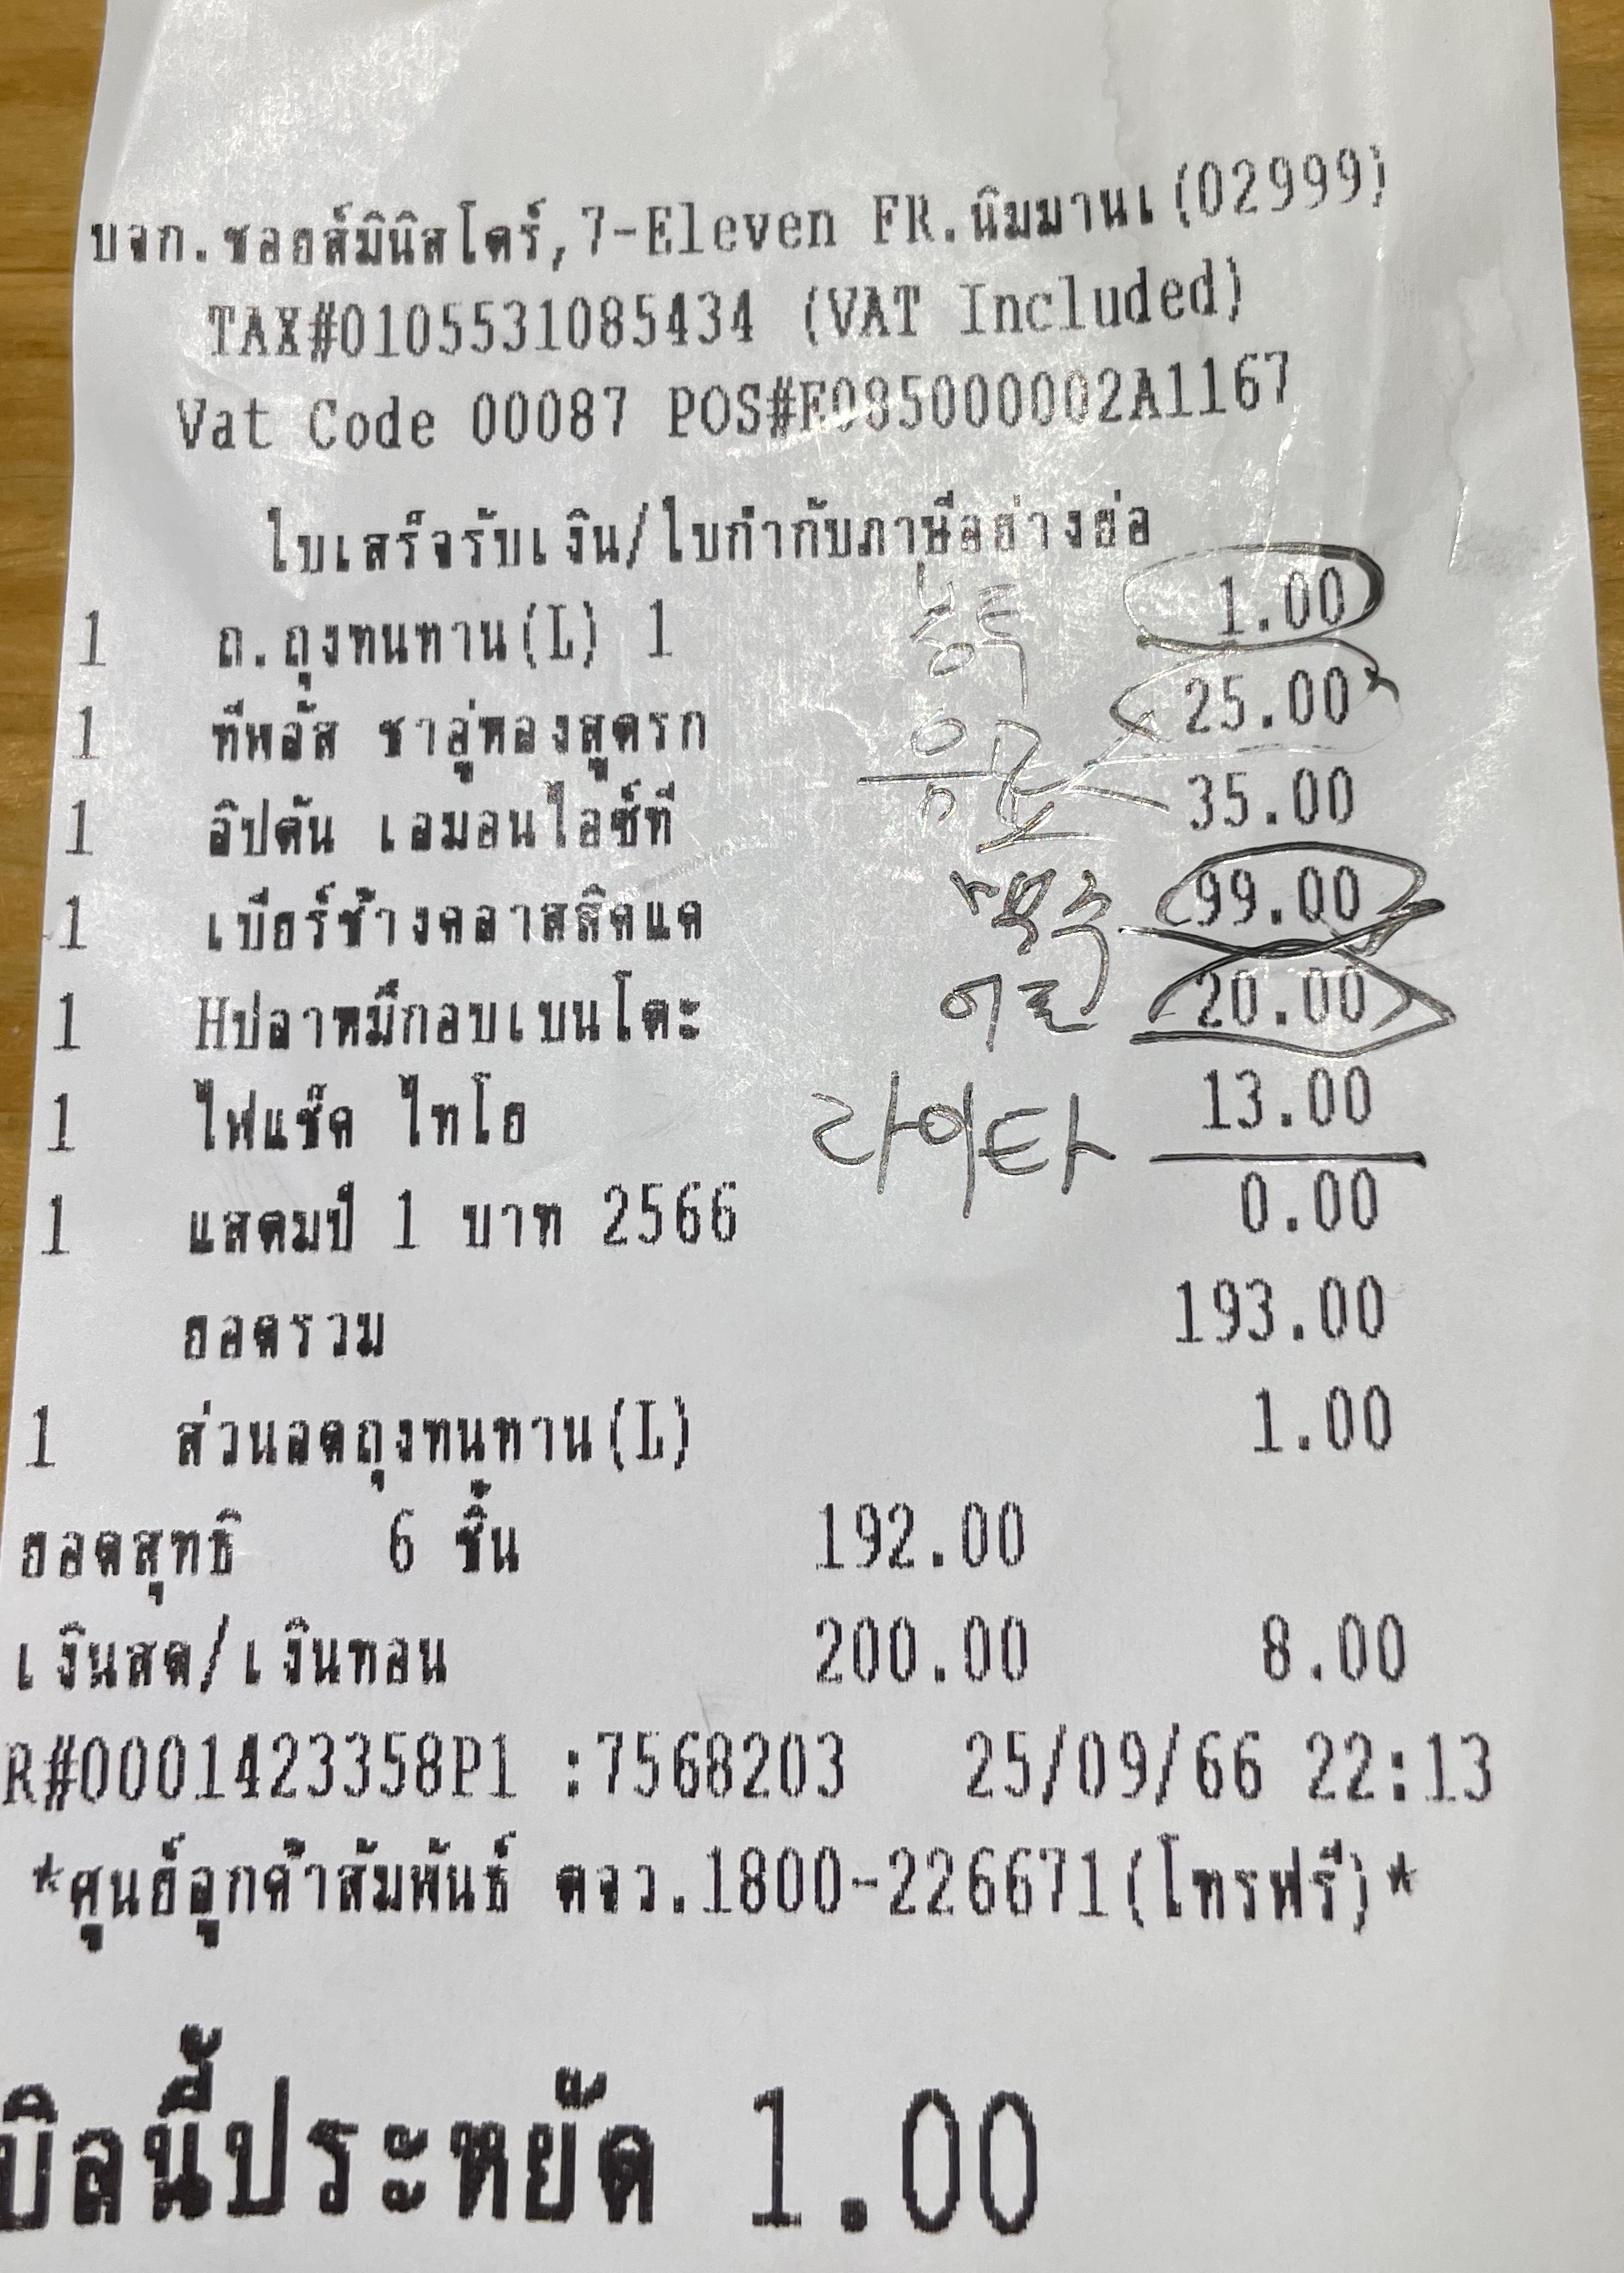 บจก.ซอยส์มินิสโตร์,7-Eleven FR.นิมมานเ(02999)
TAX#0105531085434 (VAT Included)
Vat Code 00087 POS#E085000002A1167
ใบเสร็จรับเงิน/ใบกำกับภาษีอย่างย่อ
1 ถ.ถุงทนทาน(L) 1 봉투 1.00
1 ทีพลัส ชาอู่หลงสูตรก 25.00
1 อิปตัน เลมอนไอซ์ที 35.00
1 เบียร์ช้างคลาสสิคแค 맥주 99.00
1 Hปลาหมึกอบเบนโตะ 20.00
1 ไฟแช็ค ไทโย 라이타 13.00
1 แสตมป์ 1 บาท 2566 0.00
ยอดรวม 193.00
1 ส่วนลดถุงทนทาน(L) 1.00
ยอดสุทธิ 6 ชิ้น 192.00
เงินสด/เงินทอน 200.00 8.00
R#0001423358P1 :7568203 25/09/66 22:13
*ศูนย์ลูกค้าสัมพันธ์ ตจว.1800-226671(โทรฟรี)*
บิลนี้ประหยัด 1.00